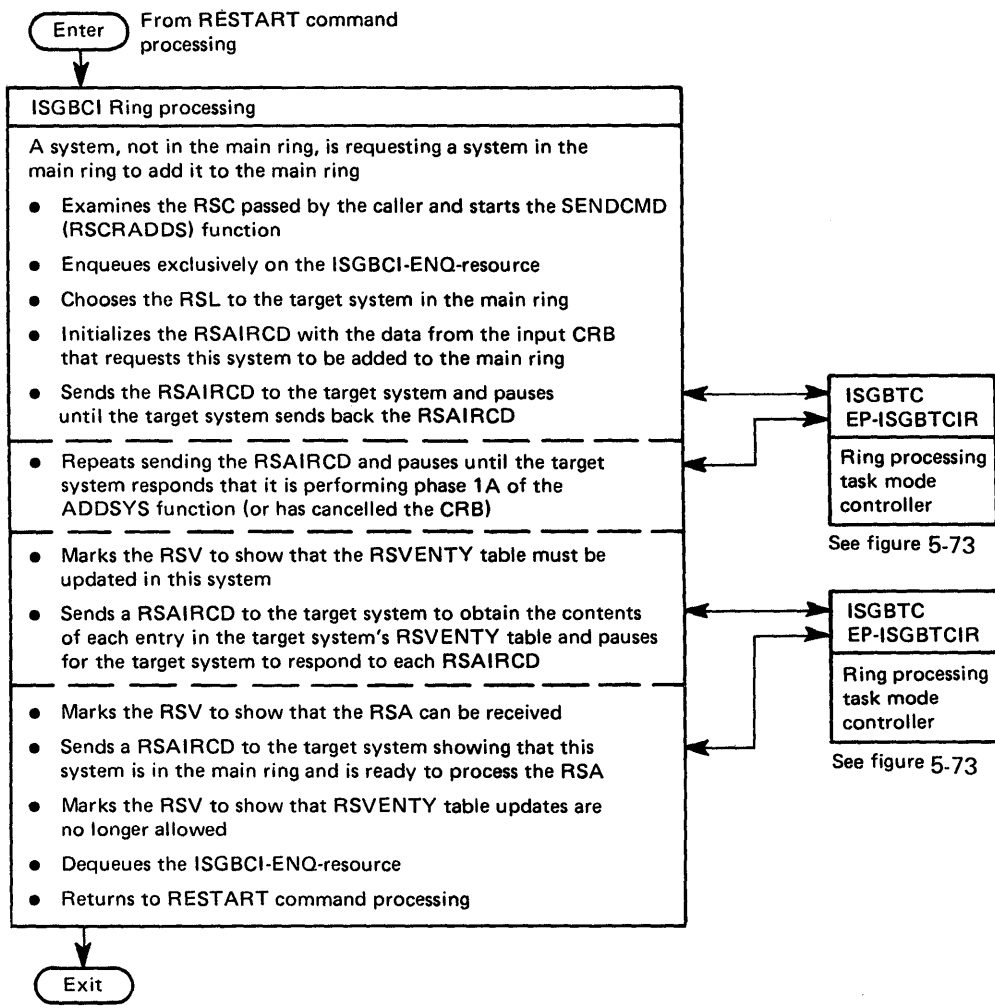 Enter
From RESTART command
processing
ISGBCI Ring processing
A system, not in the main ring, is requesting a system in the
main ring to add it to the main ring
• Examines the RSC passed by the caller and starts the SENDCMD
(RSCRADDS) function
• Enqueues exclusively on the ISGBCI-ENQ-resource
• Chooses the RSL to the target system in the main ring
• Initializes the RSAIRCD with the data from the input CRB
that requests this system to be added to the main ring
• Sends the RSAIRCD to the target system and pauses
until the target system sends back the RSAIRCD
• Repeats sending the RSAIRCD and pauses until the target
system responds that it is performing phase 1A of the
ADDSYS function (or has cancelled the CRB)
• Marks the RSV to show that the RSVENTY table must be
updated in this system
• Sends a RSAIRCD to the target system to obtain the contents
of each entry in the target system's RSVENTY table and pauses
for the target system to respond to each RSAIRCD
• Marks the RSV to show that the RSA can be received
• Sends a RSAIRCD to the target system showing that this
system is in the main ring and is ready to process the RSA
• Marks the RSV to show that RSVENTY table updates are
no longer allowed
• Dequeues the ISGBCI-ENQ-resource
• Returns to RESTART command processing
Exit
ISGBTC
EP-ISGBTCIR
Ring processing
task mode
controller
See figure 5-73
ISGBTC
EP-ISGBTCIR
Ring processing
task mode
controller
See figure 5-73